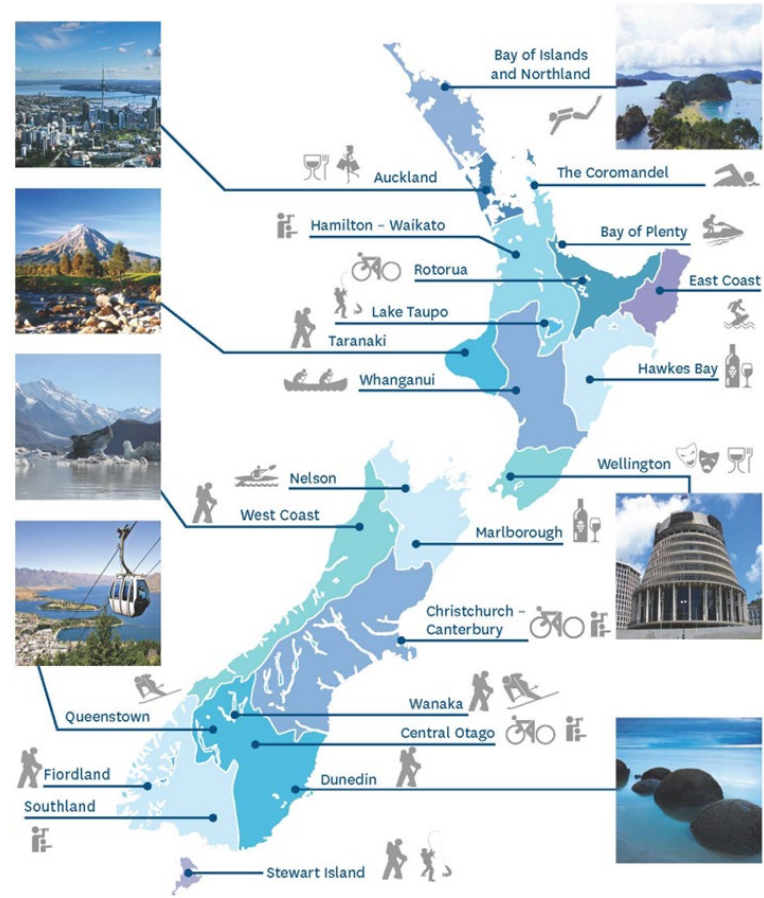 Bay of Islands
and Northland
The Coromandel
Auckland
Hamilton – Waikato
Bay of Plenty
Rotorua
East Coast
Lake Taupo
Taranaki
Hawkes Bay
Whanganui
Wellington
Nelson
West Coast
Marlborough
Christchurch –
Canterbury
Wanaka
Queenstown
Central Otago
Fiordland
Dunedin
Southland
Stewart Island